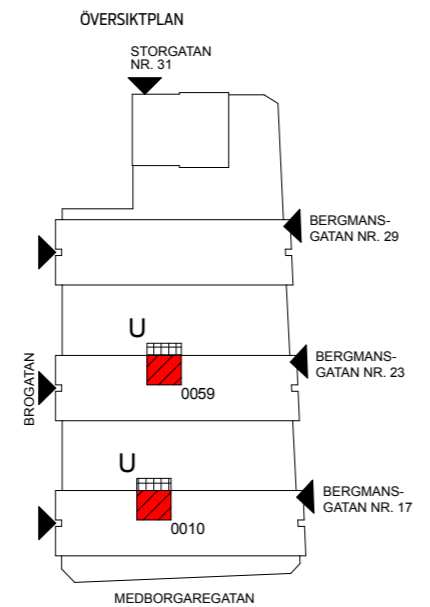 ÖVERSIKTPLAN
STORGATAN
NR. 31
BERGMANS-
GATAN NR. 29
U
BERGMANS-
GATAN NR. 23
0059
BROGATAN
U
BERGMANS-
GATAN NR. 17
0010
MEDBORGAREGATAN